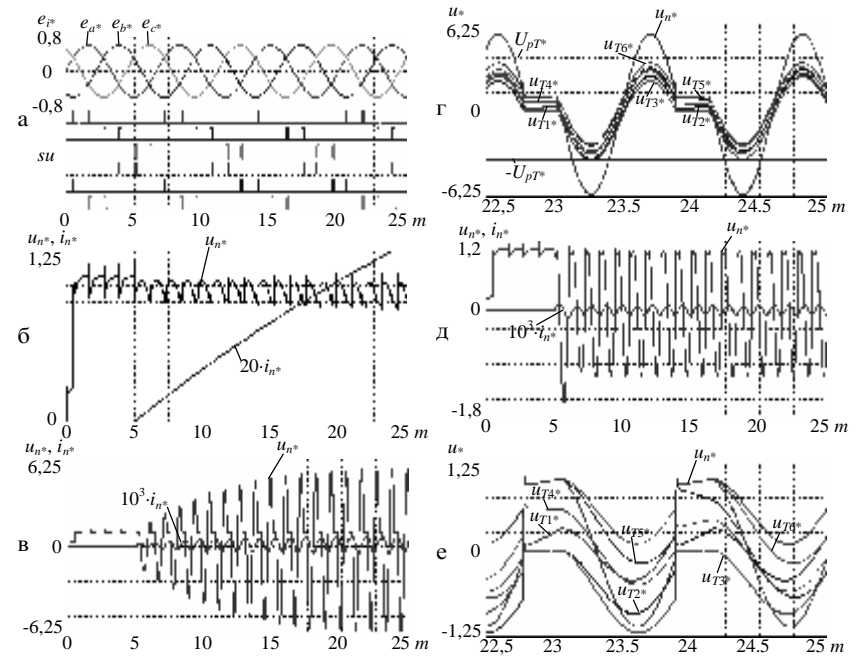 e_i*
0,8
e_a* e_b* e_c*
0
-0,8
а
su
0 5 10 15 20 25 m
u_n*, i_n*
1,25
u_n*
б
20·i_n*
0
0 5 10 15 20 25 m
u_n*, i_n*
6,25
u_n*
10³·i_n*
в
0
-6,25
0 5 10 15 20 25 m
u*
6,25
U_pT*
u_n*
u_T6*
u_T4*
u_T5*
u_T3*
г
0
u_T1*
u_T2*
-U_pT*
-6,25
22,5 23 23.5 24 24.5 25 m
u_n*, i_n*
1,2
u_n*
0
д
10³·i_n*
-1,8
0 5 10 15 20 25 m
u*
1,25
u_n*
u_T4*
u_T1*
u_T5*
u_T6*
е
0
u_T2*
u_T3*
-1,25
22,5 23 23.5 24 24.5 25 m